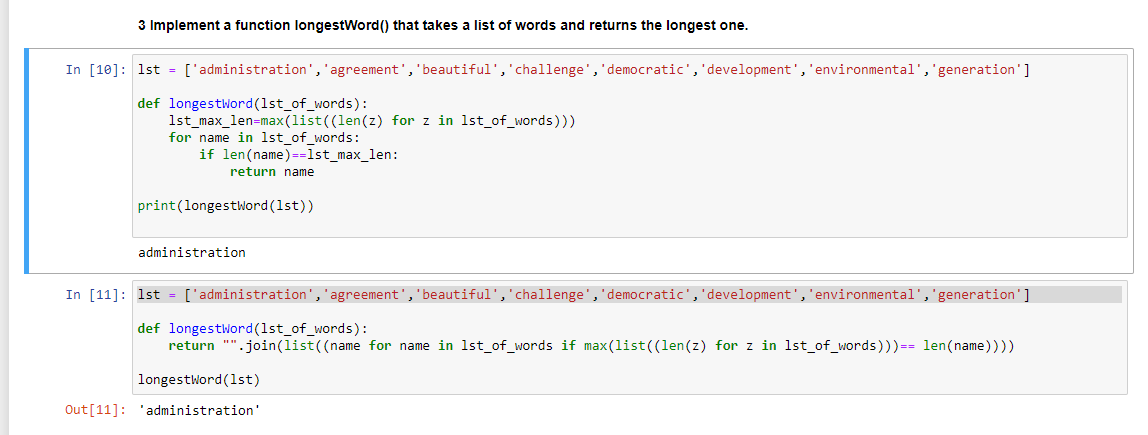 3 Implement a function longestWord() that takes a list of words and returns the longest one.
In [10]: lst = ['administration','agreement','beautiful','challenge','democratic','development','environmental','generation']
def longestWord(lst_of_words):
    lst_max_len=max(list((len(z) for z in lst_of_words)))
    for name in lst_of_words:
        if len(name)==lst_max_len:
            return name
print(longestWord(lst))
administration
In [11]: lst = ['administration','agreement','beautiful','challenge','democratic','development','environmental','generation']
def longestWord(lst_of_words):
    return "".join(list((name for name in lst_of_words if max(list((len(z) for z in lst_of_words)))== len(name))))
longestWord(lst)
Out[11]: 'administration'